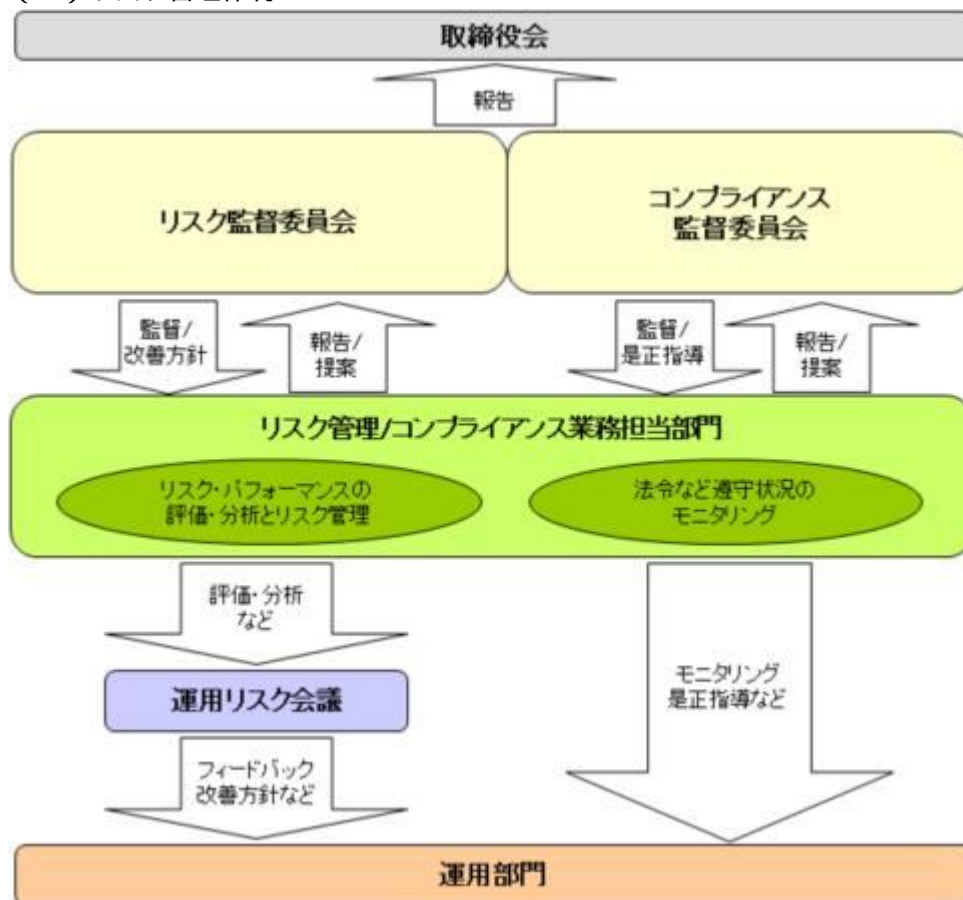 取締役会
報告
リスク監督委員会
コンプライアンス
監督委員会
監督/
改善方針
報告/
提案
監督/
是正指導
報告/
提案
リスク管理/コンプライアンス業務担当部門
リスク・パフォーマンスの
評価・分析とリスク管理
法令など遵守状況の
モニタリング
評価・分析
など
運用リスク会議
モニタリング
是正指導など
フィードバック
改善方針など
運用部門